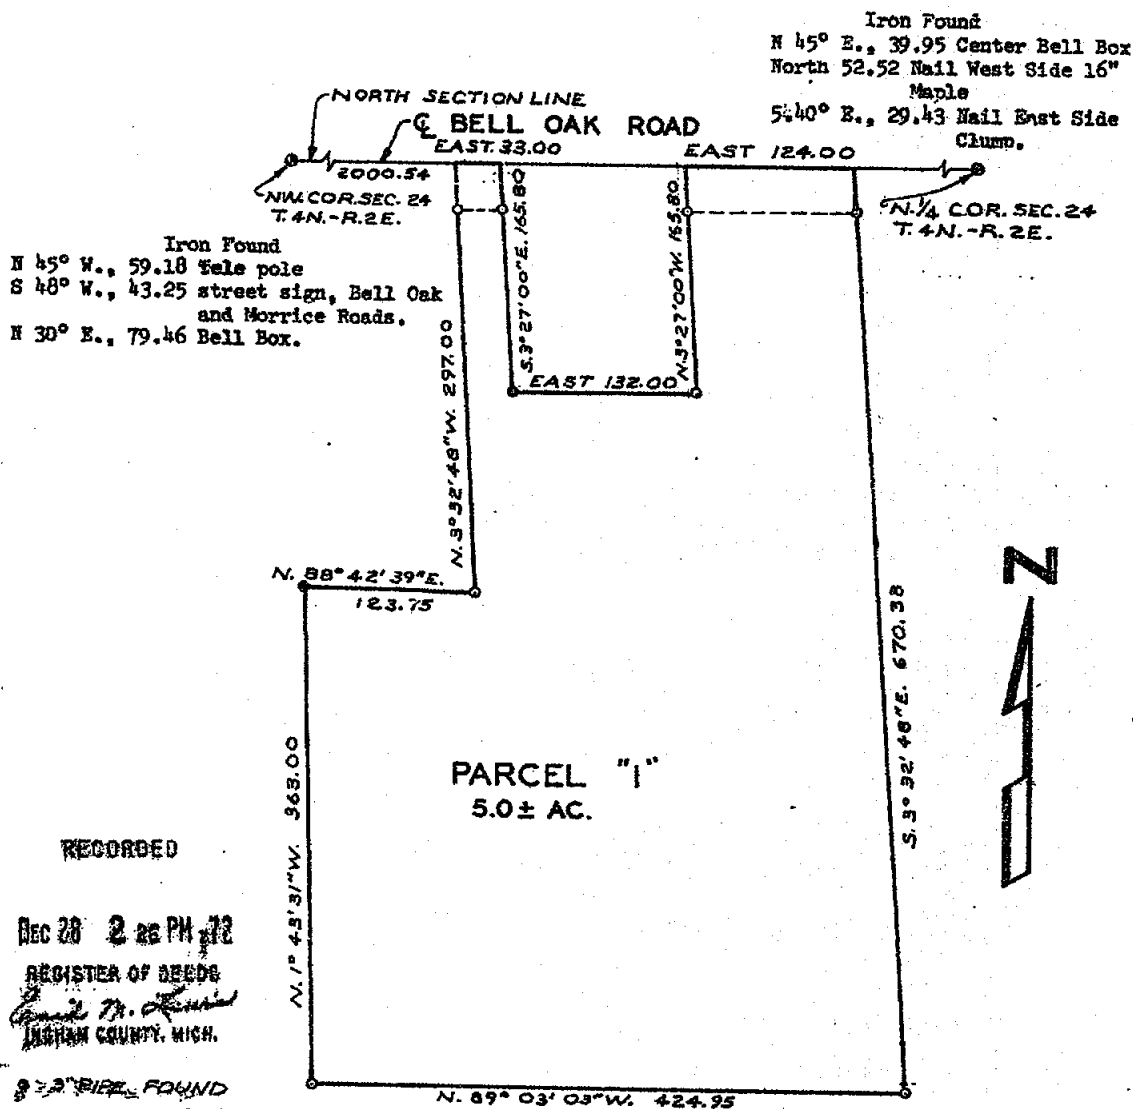 Iron Found
N 45° E., 39.95 Center Bell Box
North 52.52 Nail West Side 16"
Maple
S 40° E., 29.43 Nail East Side
Clump.
NORTH SECTION LINE
℄ BELL OAK ROAD
EAST 33.00
EAST 124.00
2000.54
NW. COR. SEC. 24
T. 4N.-R. 2E.
N. 1/4 COR. SEC. 24
T. 4N.-R. 2E.
Iron Found
N 45° W., 59.18 tele pole
S 48° W., 43.25 street sign, Bell Oak
and Morrice Roads.
N 30° E., 79.46 Bell Box.
S. 3° 27' 00" E. 165.80
N. 3° 27' 00" W. 165.80
EAST 132.00
N. 3° 32' 48" W. 297.00
N. 88° 42' 39" E.
123.75
N
S. 3° 32' 48" E. 670.38
PARCEL "1"
5.0 ± AC.
N. 1° 43' 31" W. 363.00
RECORDED
DEC 28 2 26 PM '72
REGISTER OF DEEDS
INGHAM COUNTY, MICH.
PIPE FOUND
N. 89° 03' 03" W. 424.95